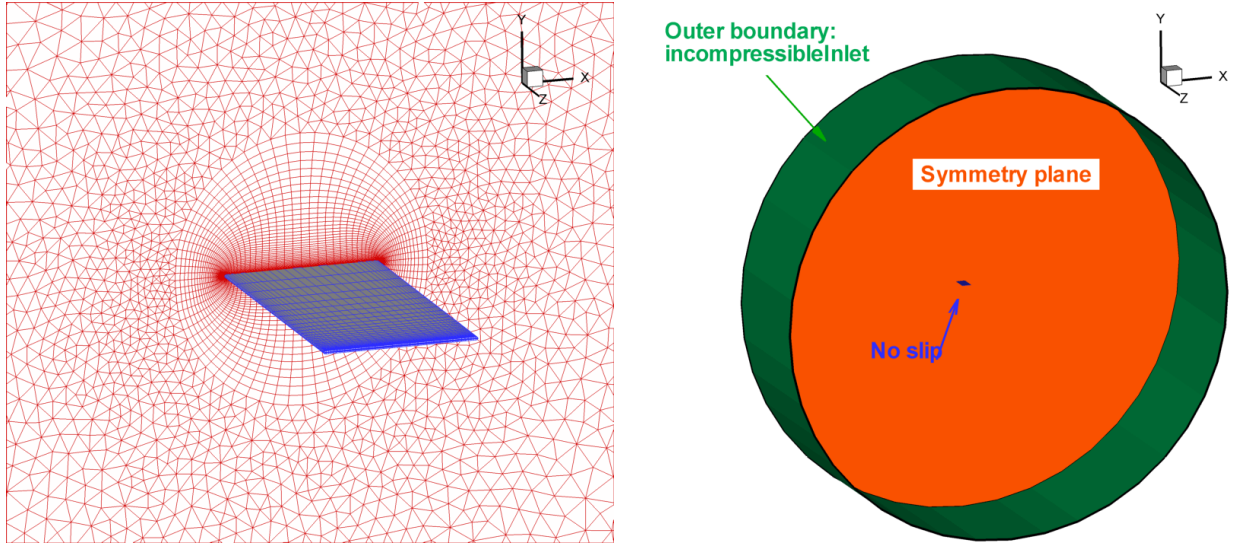 Y
X
Z
Outer boundary:
incompressibleInlet
Y
X
Z
Symmetry plane
No slip